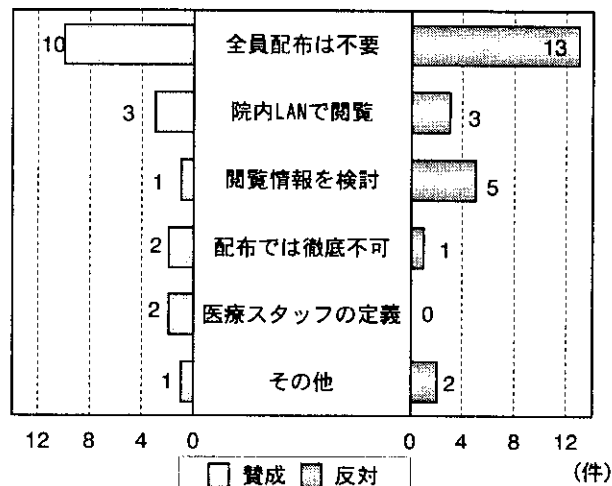 10 全員配布は不要 13
3 院内LANで閲覧 3
1 閲覧情報を検討 5
2 配布では徹底不可 1
2 医療スタッフの定義 0
1 その他 2
12 8 4 0 0 4 8 12
賛成 反対 (件)